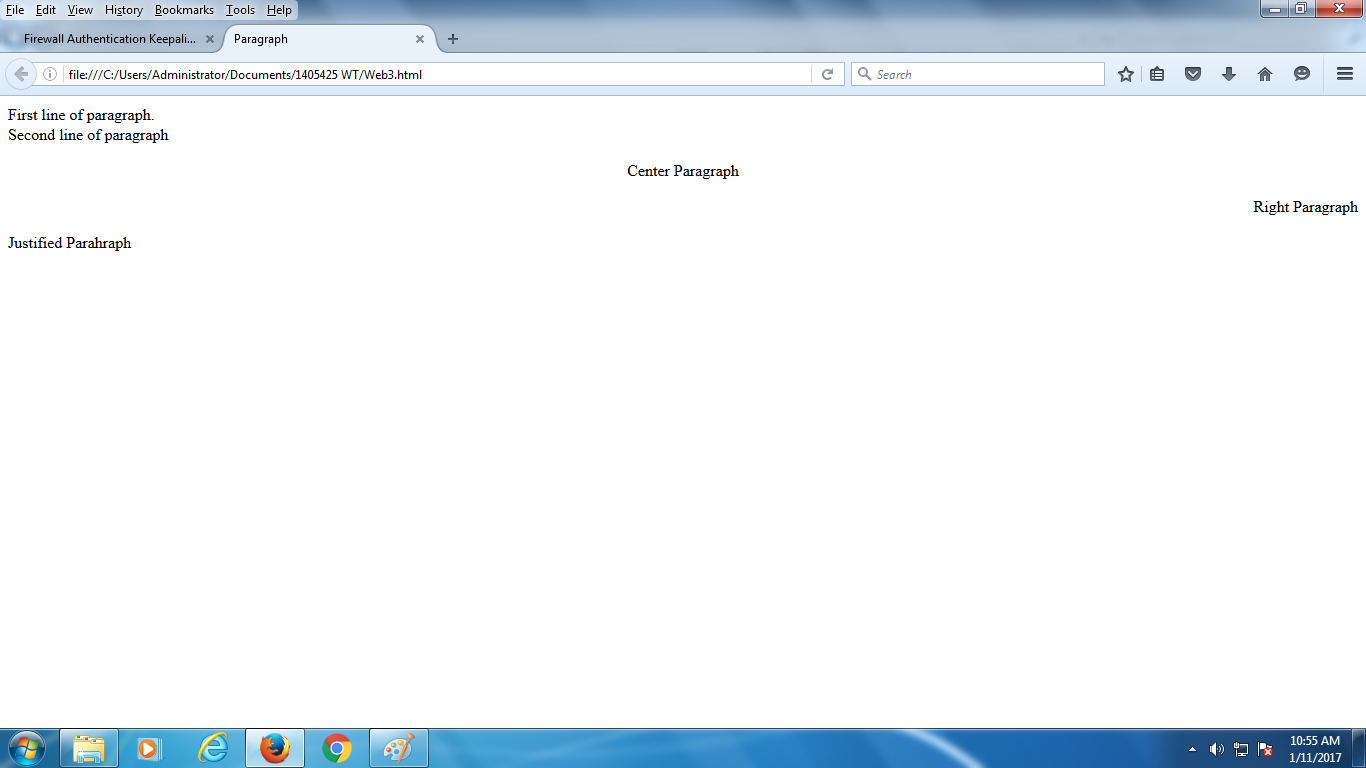 File Edit View History Bookmarks Tools Help
Firewall Authentication Keepali... Paragraph
file:///C:/Users/Administrator/Documents/1405425 WT/Web3.html Search
First line of paragraph.
Second line of paragraph
Center Paragraph
Right Paragraph
Justified Parahraph
10:55 AM
1/11/2017